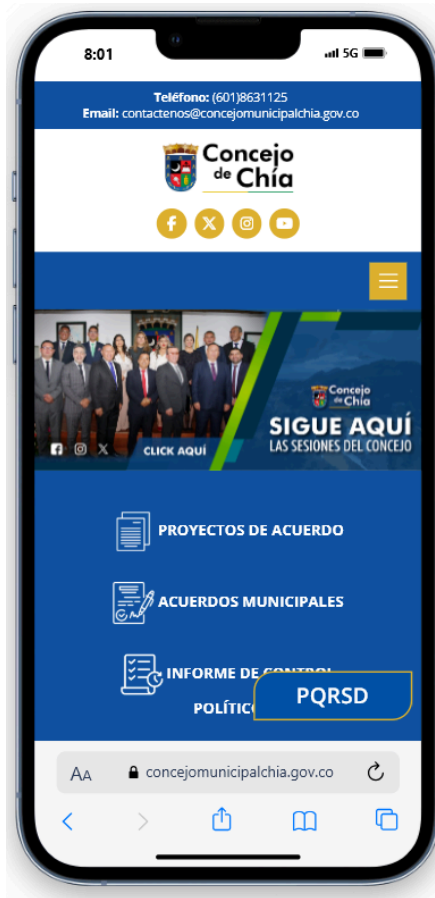 8:01
5G
Teléfono: (601)8631125
Email: contactenos@concejomunicipalchia.gov.co
Concejo
de Chía
Concejo
de Chía
SIGUE AQUÍ
CLICK AQUÍ
LAS SESIONES DEL CONCEJO
PROYECTOS DE ACUERDO
ACUERDOS MUNICIPALES
INFORME DE CONTROL
POLÍTIC
PQRSD
AA
concejomunicipalchia.gov.co